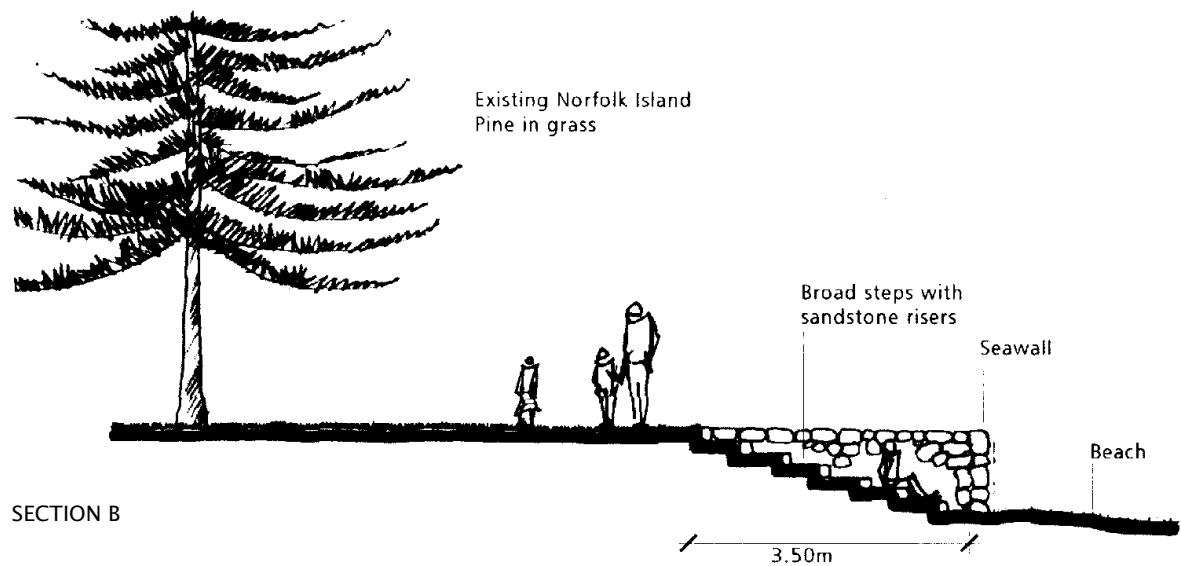 Existing Norfolk Island
Pine in grass
Broad steps with
sandstone risers
Seawall
Beach
SECTION B
3.50m